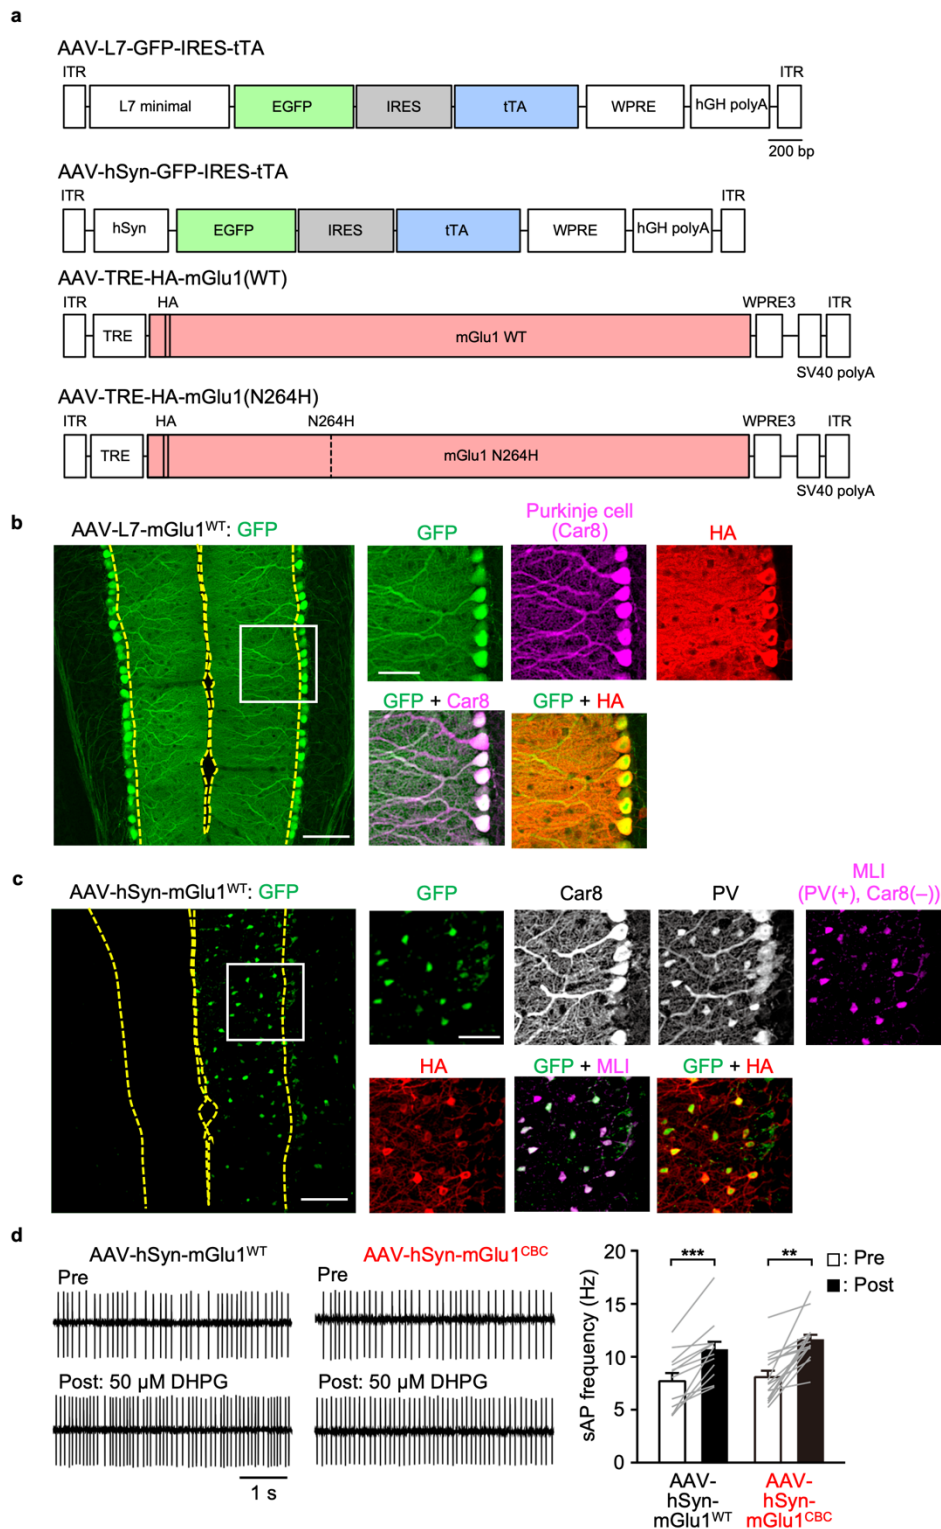 a
AAV-L7-GFP-IRES-tTA
ITR ITR
L7 minimal EGFP IRES tTA WPRE hGH polyA
200 bp
AAV-hSyn-GFP-IRES-tTA
ITR ITR
hSyn EGFP IRES tTA WPRE hGH polyA
AAV-TRE-HA-mGlu1(WT)
ITR HA WPRE3 ITR
TRE mGlu1 WT
SV40 polyA
AAV-TRE-HA-mGlu1(N264H)
ITR HA N264H WPRE3 ITR
TRE mGlu1 N264H
SV40 polyA
b
AAV-L7-mGlu1WT: GFP
GFP
Purkinje cell
(Car8)
HA
GFP + Car8
GFP + HA
c
AAV-hSyn-mGlu1WT: GFP
GFP
Car8
PV
MLI
(PV(+), Car8(–))
HA
GFP + MLI
GFP + HA
d
AAV-hSyn-mGlu1WT
Pre
Post: 50 µM DHPG
1 s
AAV-hSyn-mGlu1CBC
Pre
Post: 50 µM DHPG
sAP frequency (Hz)
20
15
10
5
0
*** **
: Pre
: Post
AAV-
hSyn-
mGlu1WT
AAV-
hSyn-
mGlu1CBC